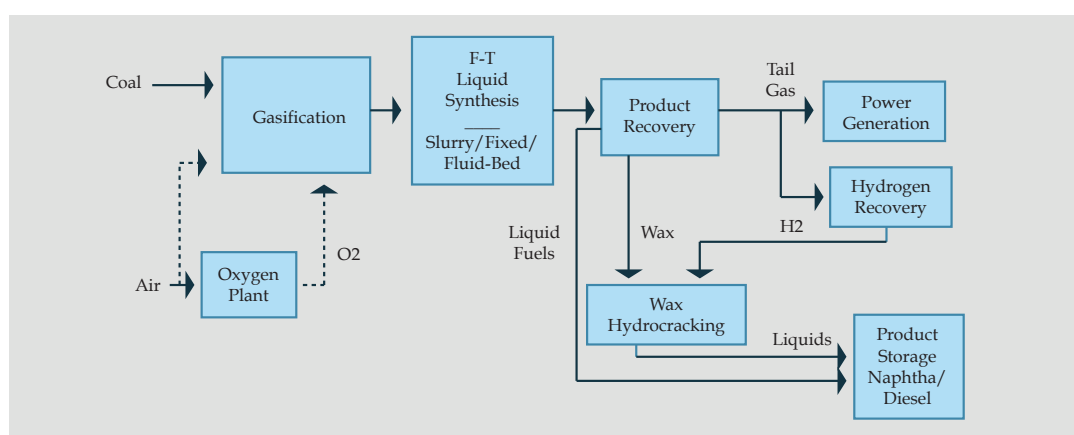 Coal
Gasification
F-T
Liquid
Synthesis
Slurry/Fixed/
Fluid-Bed
Product
Recovery
Tail
Gas
Power
Generation
Hydrogen
Recovery
H2
Wax
Liquid
Fuels
Air
Oxygen
Plant
O2
Wax
Hydrocracking
Liquids
Product
Storage
Naphtha/
Diesel